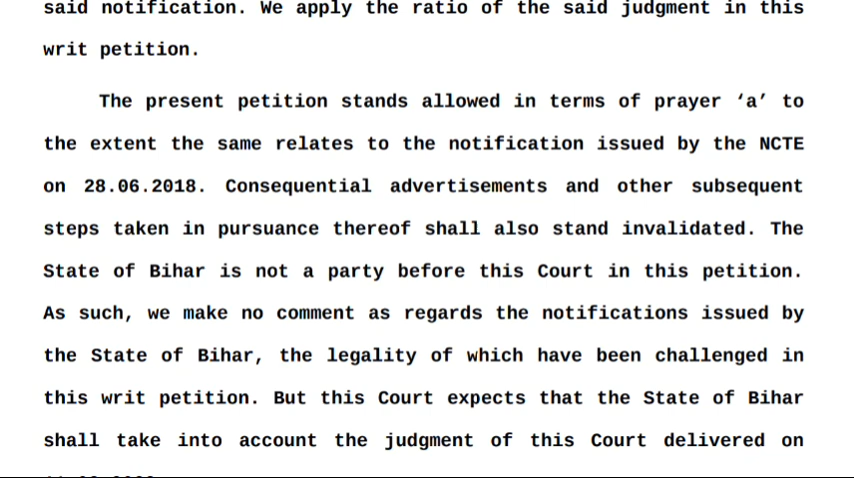 said notification. We apply the ratio of the said judgment in this
writ petition.
The present petition stands allowed in terms of prayer ‘a’ to
the extent the same relates to the notification issued by the NCTE
on 28.06.2018. Consequential advertisements and other subsequent
steps taken in pursuance thereof shall also stand invalidated. The
State of Bihar is not a party before this Court in this petition.
As such, we make no comment as regards the notifications issued by
the State of Bihar, the legality of which have been challenged in
this writ petition. But this Court expects that the State of Bihar
shall take into account the judgment of this Court delivered on